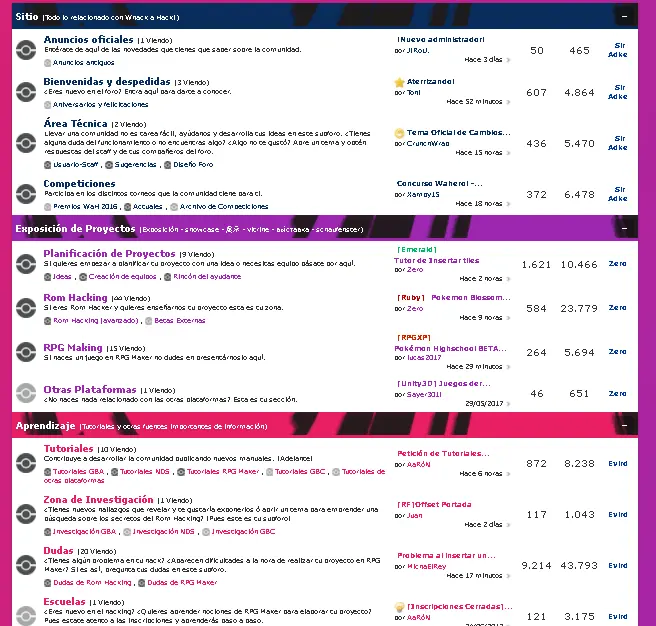 Sitio (Todo lo relacionado con Whack a Hack!)
Anuncios oficiales (1 Viendo)
Entérate de aquí de las novedades que tienes que saber sobre la comunidad.
Anuncios antiguos
¡Nuevo administrador!
por JiRoU.
Hace 3 días
50 465 Sir Adke
Bienvenidas y despedidas (3 Viendo)
¿Eres nuevo en el foro? Entra aquí para darte a conocer.
Aniversarios y felicitaciones
Aterrizando!
por Toni
Hace 52 minutos
607 4.864 Sir Adke
Área Técnica (2 Viendo)
Llevar una comunidad no es tarea fácil, ayúdanos y desarrolla tus ideas en este subforo. ¿Tienes
alguna duda del funcionamiento o no encuentras algo? ¿Algo no te gustó? Abre un tema y obtén
respuestas del staff y de tus compañeros del foro.
Usuario-Staff , Sugerencias , Diseño Foro
Tema Oficial de Cambios...
por CrunchWrap
Hace 15 horas
436 5.470 Sir Adke
Competiciones
Participa en los distintos torneos que la comunidad tiene para ti.
Premios WaH 2016 , Actuales , Archivo de Competiciones
Concurso Waherol -...
por Xamby15
Hace 18 horas
372 6.478 Sir Adke
Exposición de Proyectos (Exposición - showcase - 展示 - vitrine - выставка - schaufenster)
Planificación de Proyectos (9 Viendo)
Si quieres empezar a planificar tu proyecto con una idea o necesitas equipo pásate por aquí.
Ideas , Creación de equipos , Rincón del ayudante
[Emerald]
Tutor de Insertar tiles
por Zero
Hace 2 horas
1.621 10.466 Zero
Rom Hacking (44 Viendo)
Si eres Rom Hacker y quieres enseñarnos tu proyecto esta es tu zona.
Rom Hacking (avanzado) , Betas Externas
[Ruby] Pokemon Blossom...
por Zero
Hace 9 horas
584 23.779 Zero
RPG Making (15 Viendo)
Si haces un juego en RPG Maker no dudes en presentárnoslo aquí.
[RPGXP]
Pokémon Highschool BETA...
por lucas2017
Hace 29 minutos
264 5.694 Zero
Otras Plataformas (1 Viendo)
¿No haces nada relacionado con las otras plataformas? Esta es tu sección.
[Unity3D] Juegos der...
por Sayer301l
29/05/2017
46 651 Zero
Aprendizaje (Tutoriales y otras fuentes importantes de información)
Tutoriales (10 Viendo)
Contribuye a desarrollar la comunidad publicando nuevos manuales. ¡Adelante!
Tutoriales GBA , Tutoriales NDS , Tutoriales RPG Maker , Tutoriales GBC , Tutoriales de
otras plataformas
Petición de Tutoriales...
por AaRóN
Hace 6 horas
872 8.238 Evird
Zona de Investigación (1 Viendo)
¿Tienes nuevos hallazgos que revelar y te gustaría exponerlos o abrir un tema para emprender una
búsqueda sobre los secretos del Rom Hacking? ¡Pues este es tu subforo!
Investigación GBA , Investigación NDS , Investigación GBC
[RF]Offset Portada
por Juan
Hace 2 días
117 1.043 Evird
Dudas (20 Viendo)
¿Tienes algún problema en tu hack? ¿Aparecen dificultades a la hora de realizar tu proyecto en RPG
Maker? Si es así, pregunta tus dudas en este subforo.
Dudas de Rom Hacking , Dudas de RPG Maker
Problema al insertar un...
por MichaElRey
Hace 17 minutos
9.214 43.793 Evird
Escuelas (1 Viendo)
¿Eres nuevo en el hacking? ¿Quieres aprender nociones de RPG Maker para elaborar tu proyecto?
Pues estate atento a las inscripciones y aprenderás paso a paso.
[Inscripciones Cerradas]...
por AaRóN
121 3.175 Evird